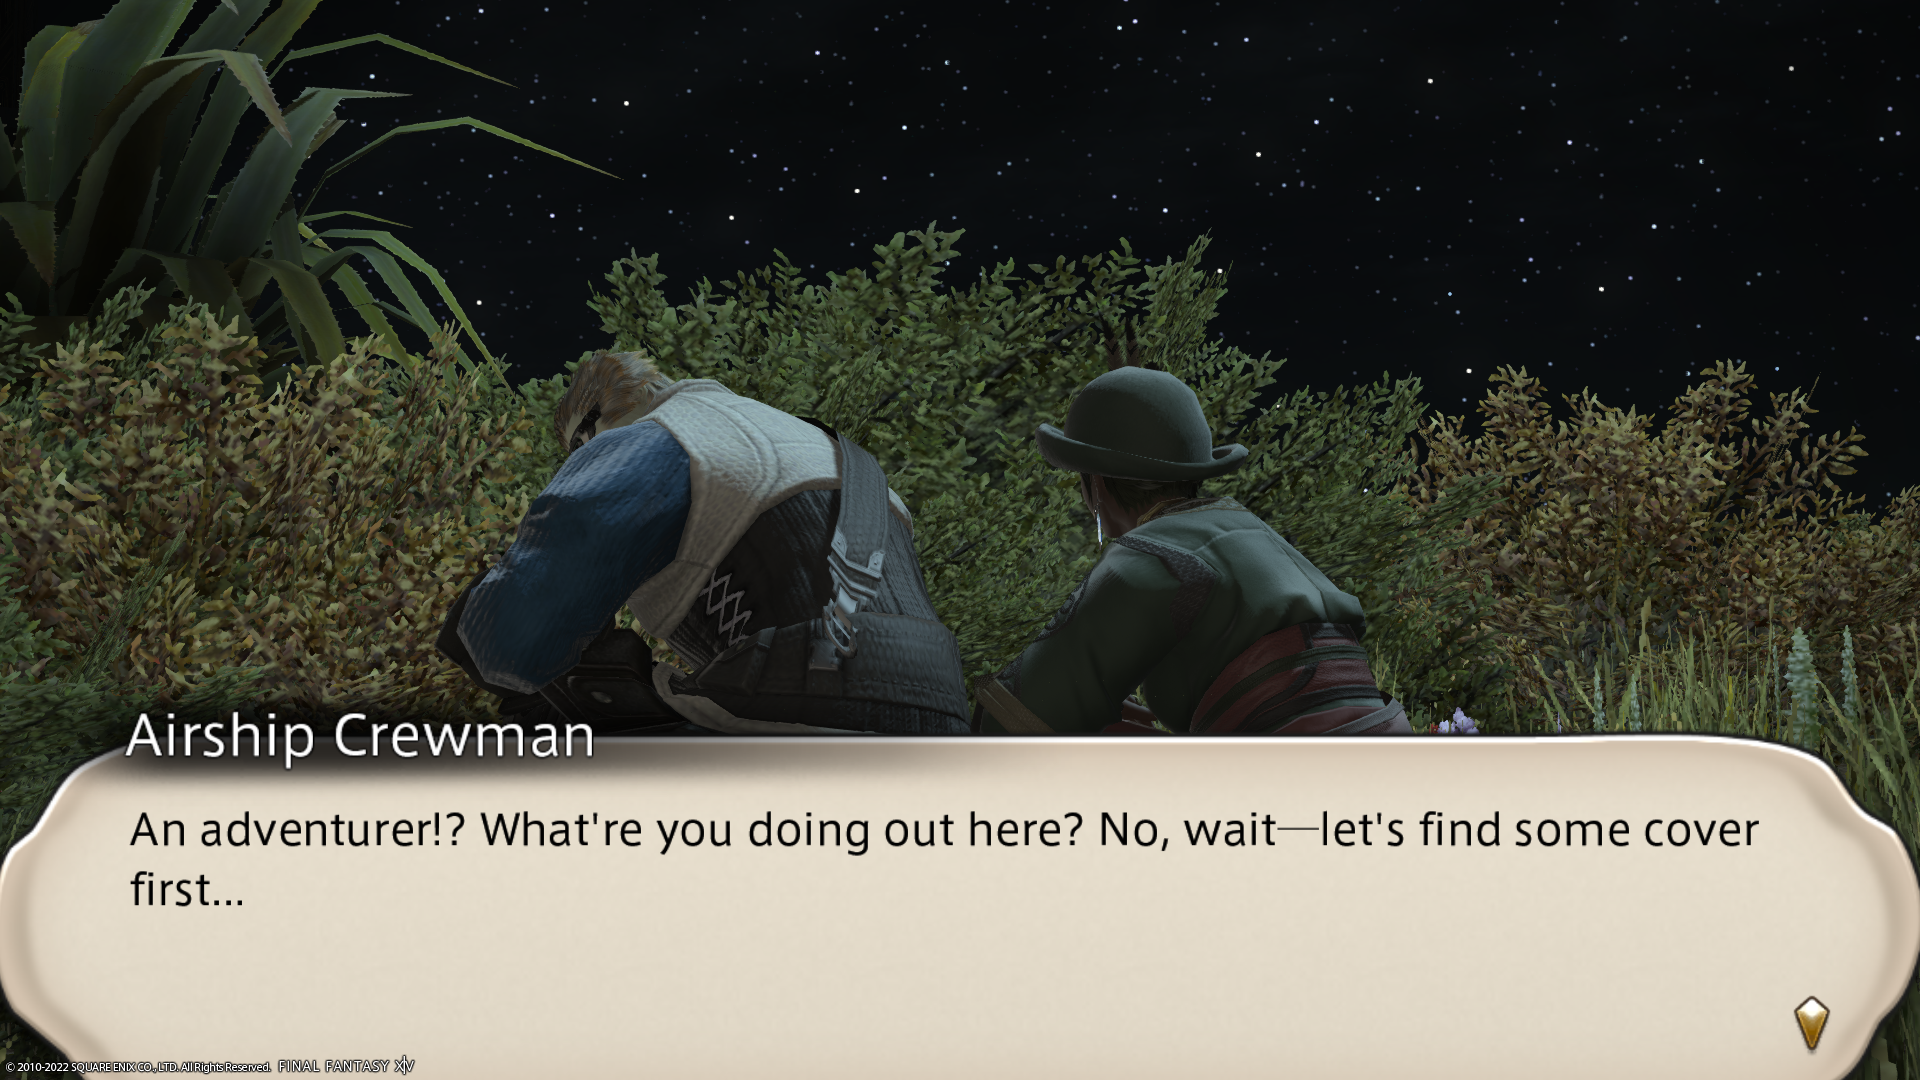 Airship Crewman
An adventurer!? What're you doing out here? No, wait—let's find some cover
first...
© 2010-2022 SQUARE ENIX CO., LTD. All Rights Reserved. FINAL FANTASY XIV